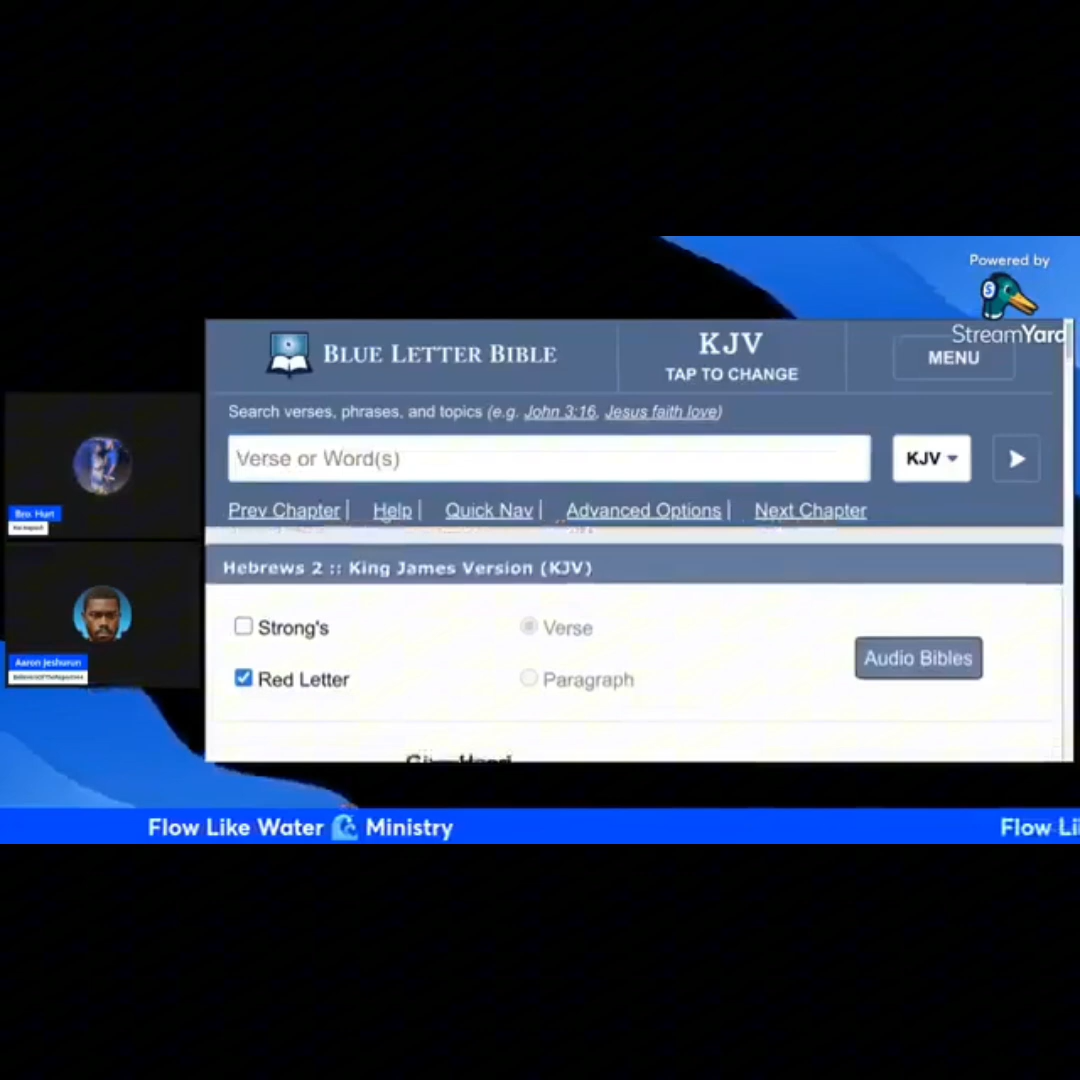 Powered by
StreamYard
BLUE LETTER BIBLE
KJV
TAP TO CHANGE
MENU
Search verses, phrases, and topics (e.g. John 3:16, Jesus faith love)
Verse or Word(s)
KJV
Prev Chapter | Help | Quick Nav | Advanced Options | Next Chapter
Bro. Hurt
Hebrews 2 :: King James Version (KJV)
Strong's
Verse
Audio Bibles
Red Letter
Paragraph
Aaron Jeshurun
Flow Like Water 🌊 Ministry
Flow Li